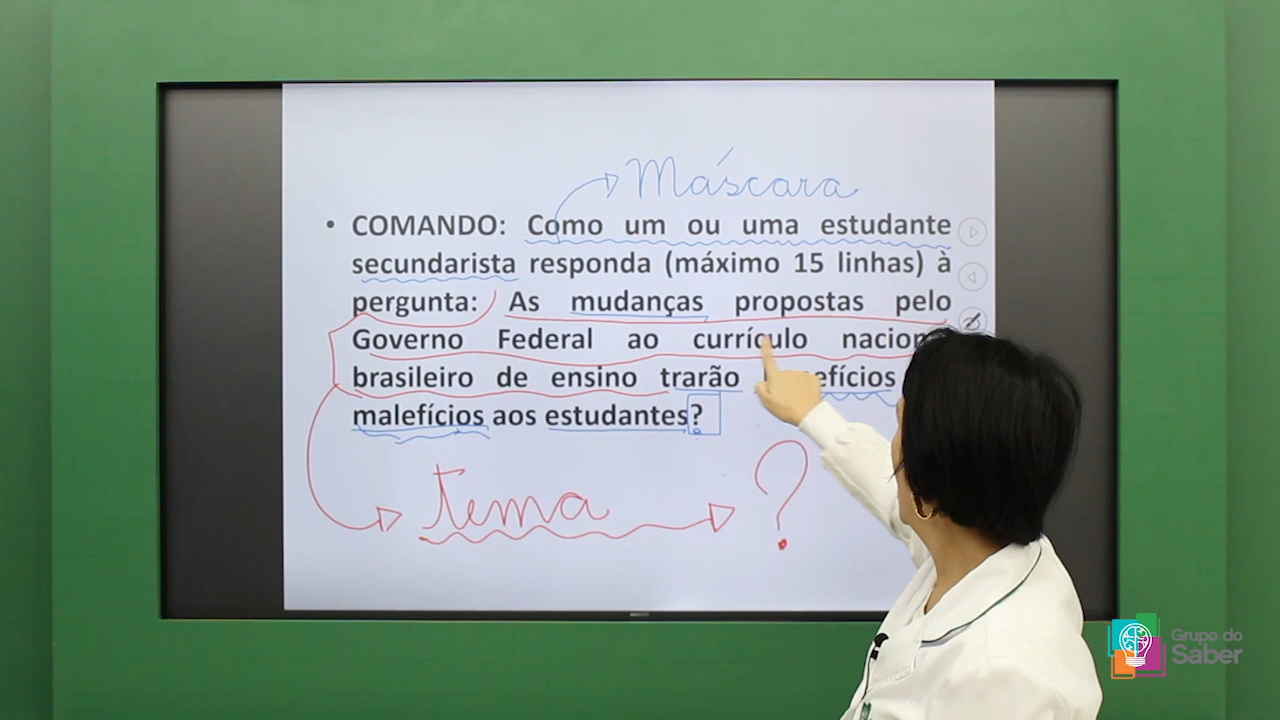 Máscara
• COMANDO: Como um ou uma estudante
secundarista responda (máximo 15 linhas) à
pergunta: As mudanças propostas pelo
Governo Federal ao currículo
brasileiro de ensino trarão
malefícios aos estudantes?
tema ?
Grupo do
Saber